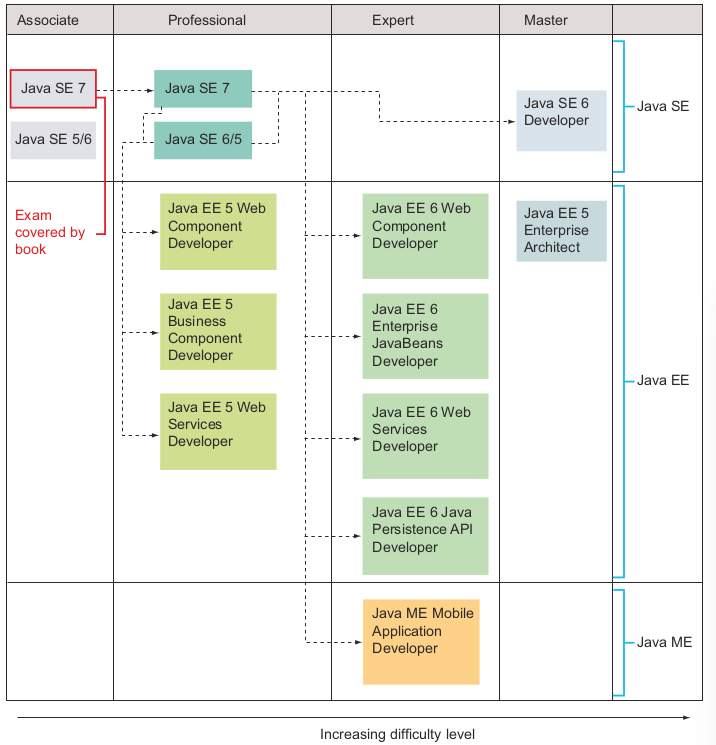 Associate
Professional
Expert
Master
Java SE 7
Java SE 7
Java SE 6
Developer
Java SE
Java SE 5/6
Java SE 6/5
Exam
covered by
book
Java EE 5 Web
Component
Developer
Java EE 6 Web
Component
Developer
Java EE 5
Enterprise
Architect
Java EE 5
Business
Component
Developer
Java EE 6
Enterprise
JavaBeans
Developer
Java EE
Java EE 5 Web
Services
Developer
Java EE 6 Web
Services
Developer
Java EE 6 Java
Persistence API
Developer
Java ME Mobile
Application
Developer
Java ME
Increasing difficulty level